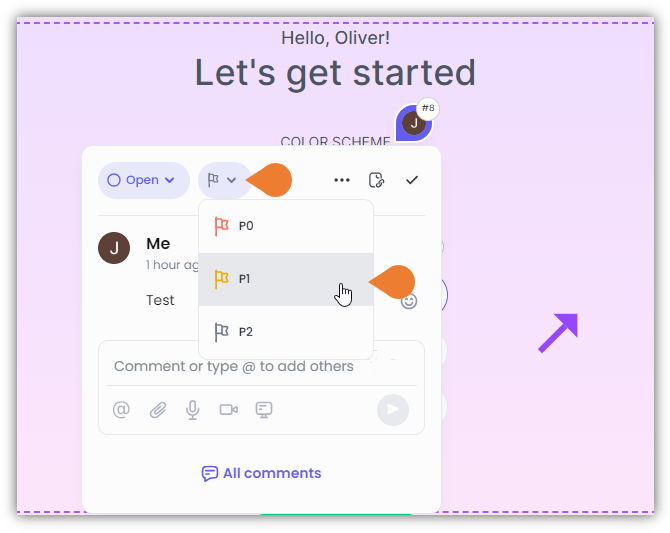 Hello, Oliver!
Let's get started
#8
J
COLOR SCHEME
Open
P0
J
Me
1 hour ag
P1
Test
P2
Comment or type @ to add others
All comments